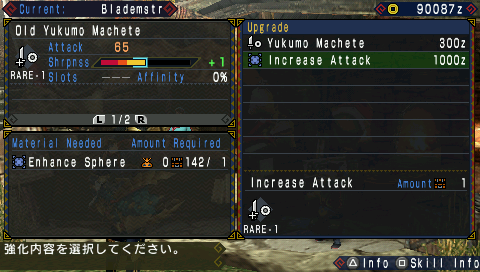 Current: Blademstr
90087z
Old Yukumo Machete
Attack 65
Shrpnss +1
RARE-1 Slots --- Affinity 0%
L 1/2 R
Material Needed Amount Required
Enhance Sphere 0 142/ 1
Upgrade
Yukumo Machete 300z
Increase Attack 1000z
Increase Attack Amount 1
RARE-1
強化内容を選択してください。
△ Info □ Skill Info